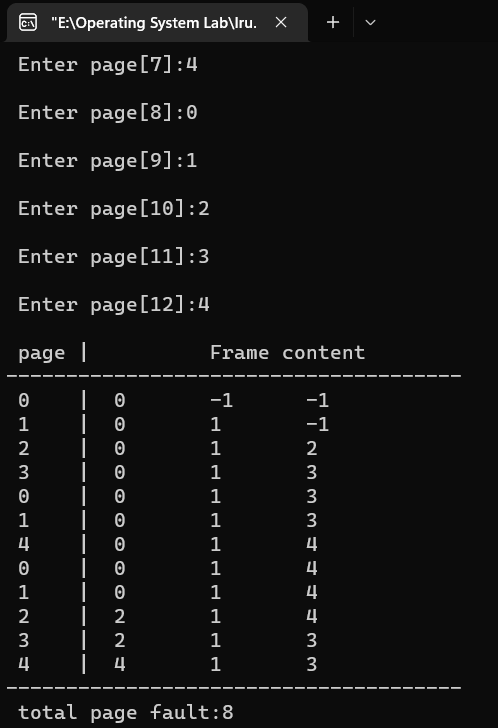 "E:\Operating System Lab\lru.
Enter page[7]:4
Enter page[8]:0
Enter page[9]:1
Enter page[10]:2
Enter page[11]:3
Enter page[12]:4
page | Frame content
--------------------------------------
0 | 0 -1 -1
1 | 0 1 -1
2 | 0 1 2
3 | 0 1 3
0 | 0 1 3
1 | 0 1 3
4 | 0 1 4
0 | 0 1 4
1 | 0 1 4
2 | 2 1 4
3 | 2 1 3
4 | 4 1 3
--------------------------------------
total page fault:8